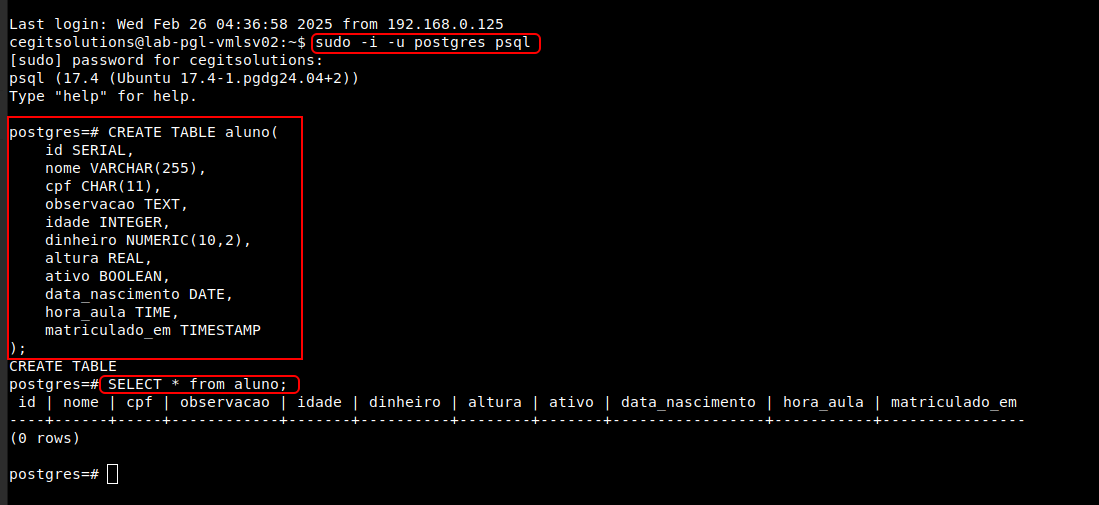 Last login: Wed Feb 26 04:36:58 2025 from 192.168.0.125
cegitsolutions@lab-pgl-vmlsv02:~$ sudo -i -u postgres psql
[sudo] password for cegitsolutions:
psql (17.4 (Ubuntu 17.4-1.pgdg24.04+2))
Type "help" for help.

postgres=# CREATE TABLE aluno(
    id SERIAL,
    nome VARCHAR(255),
    cpf CHAR(11),
    observacao TEXT,
    idade INTEGER,
    dinheiro NUMERIC(10,2),
    altura REAL,
    ativo BOOLEAN,
    data_nascimento DATE,
    hora_aula TIME,
    matriculado_em TIMESTAMP
);
CREATE TABLE
postgres=# SELECT * from aluno;
 id | nome | cpf | observacao | idade | dinheiro | altura | ativo | data_nascimento | hora_aula | matriculado_em
----+------+-----+------------+-------+----------+--------+-------+-----------------+-----------+----------------
(0 rows)

postgres=#